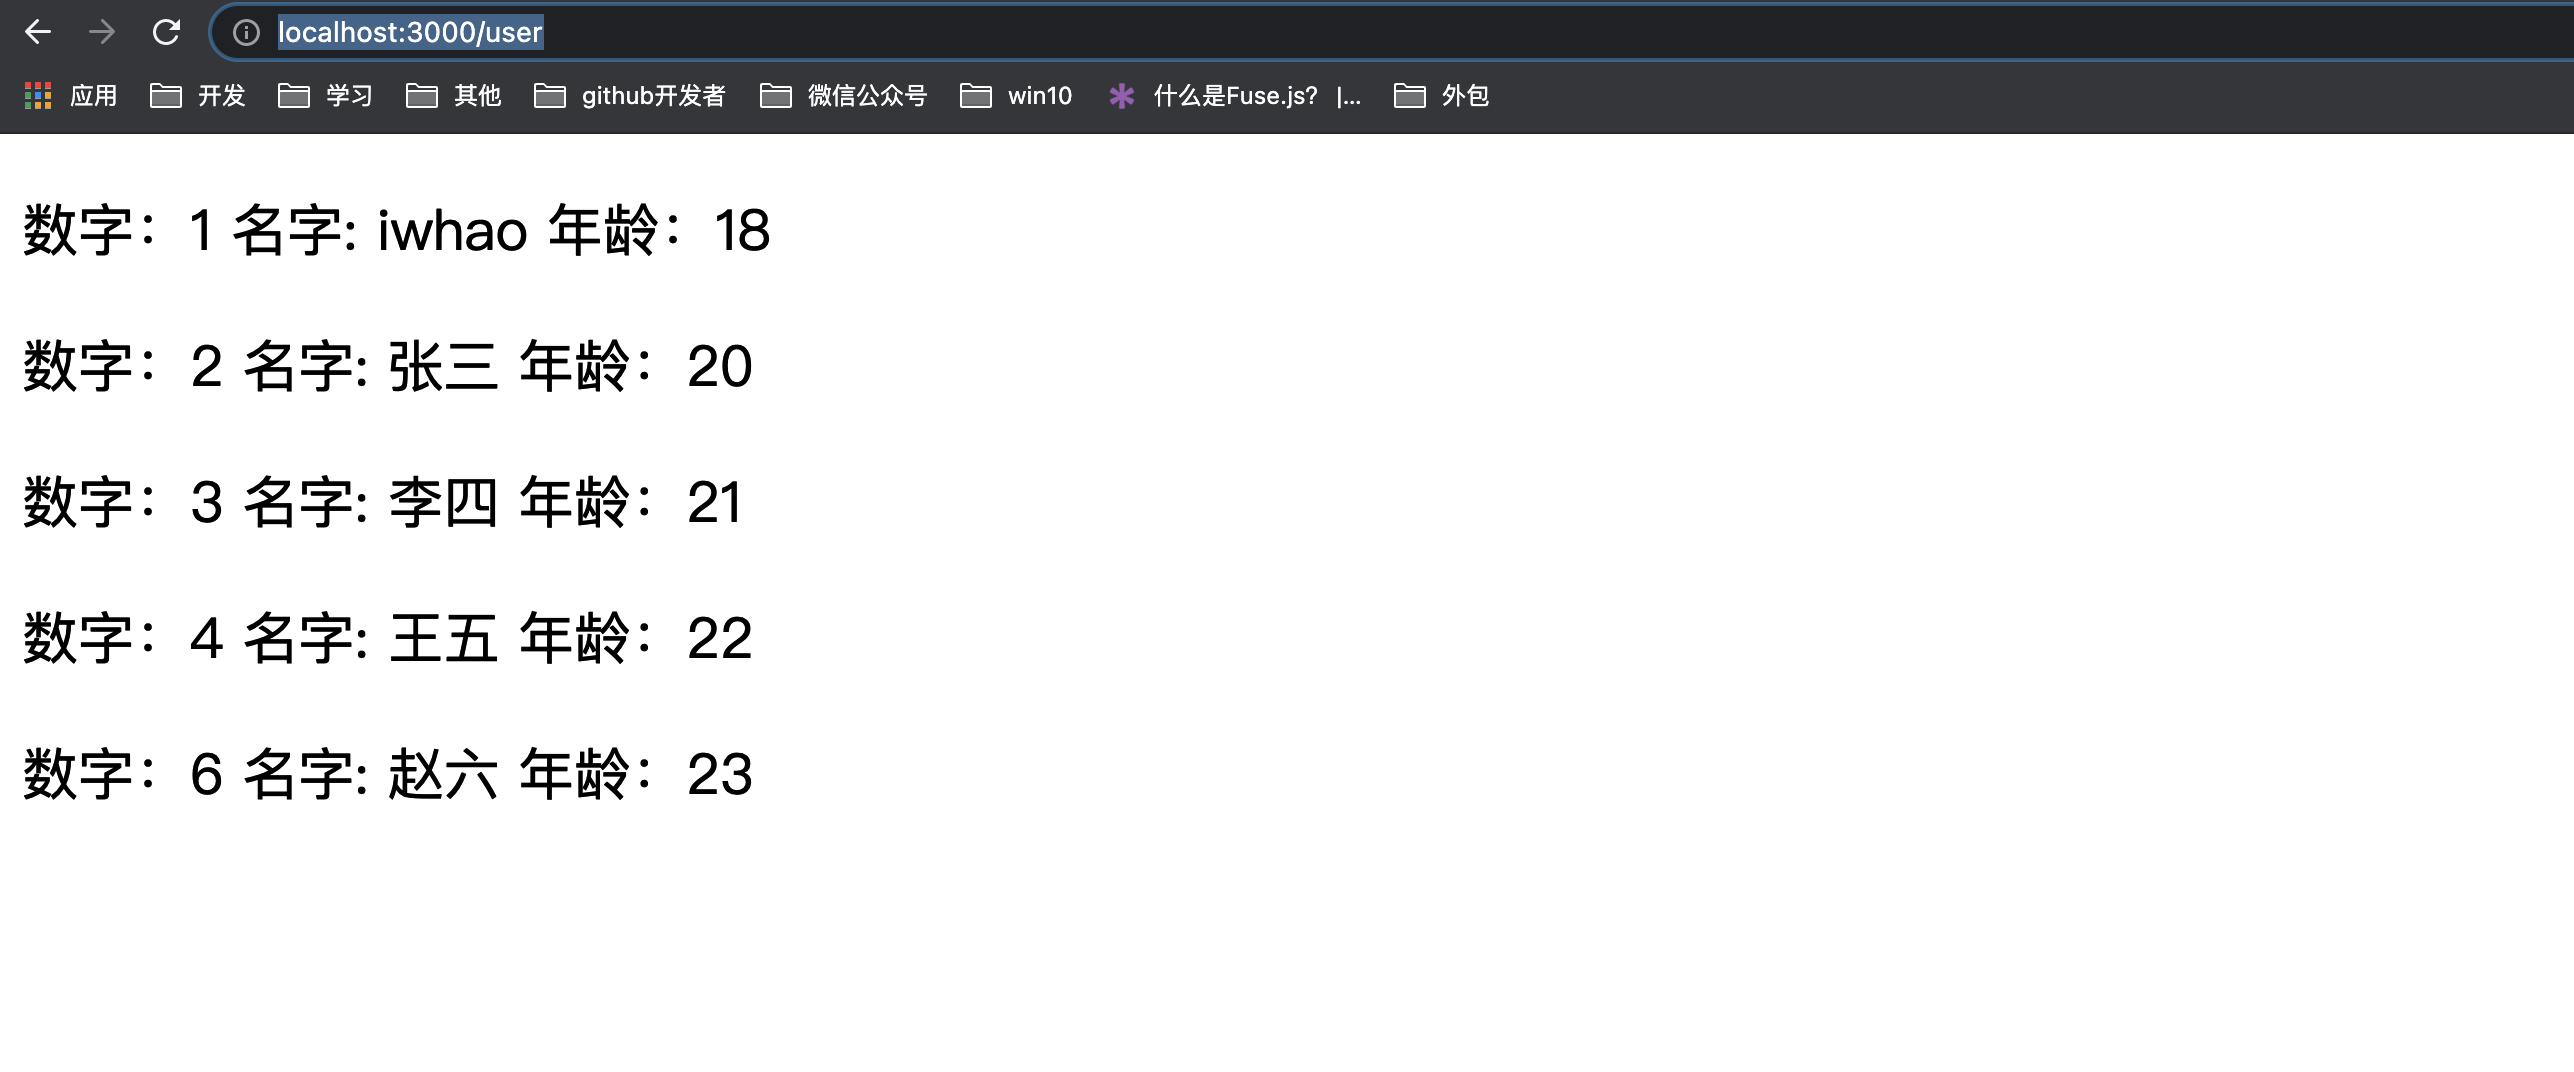 localhost:3000/user
应用 开发 学习 其他 github开发者 微信公众号 win10 什么是Fuse.js? |... 外包
数字：1 名字: iwhao 年龄：18
数字：2 名字: 张三 年龄：20
数字：3 名字: 李四 年龄：21
数字：4 名字: 王五 年龄：22
数字：6 名字: 赵六 年龄：23